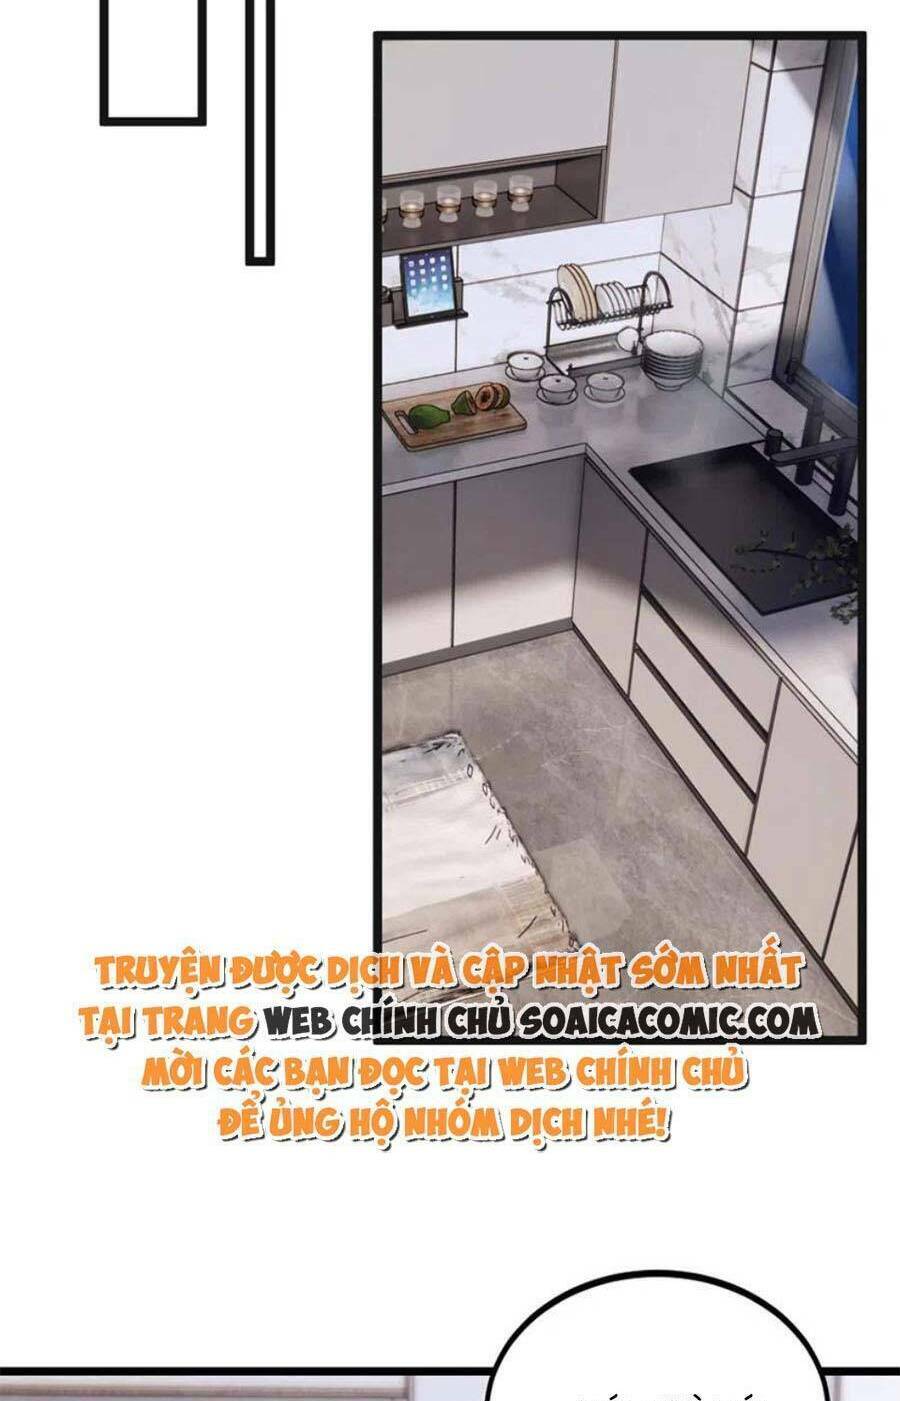 TRUYỆN ĐƯỢC DỊCH VÀ CẬP NHẬT SỚM NHẤT
TẠI TRANG WEB CHÍNH CHỦ SOAICACOMIC.COM
MỜI CÁC BẠN ĐỌC TẠI WEB CHÍNH CHỦ
ĐỂ ỦNG HỘ NHÓM DỊCH NHÉ!